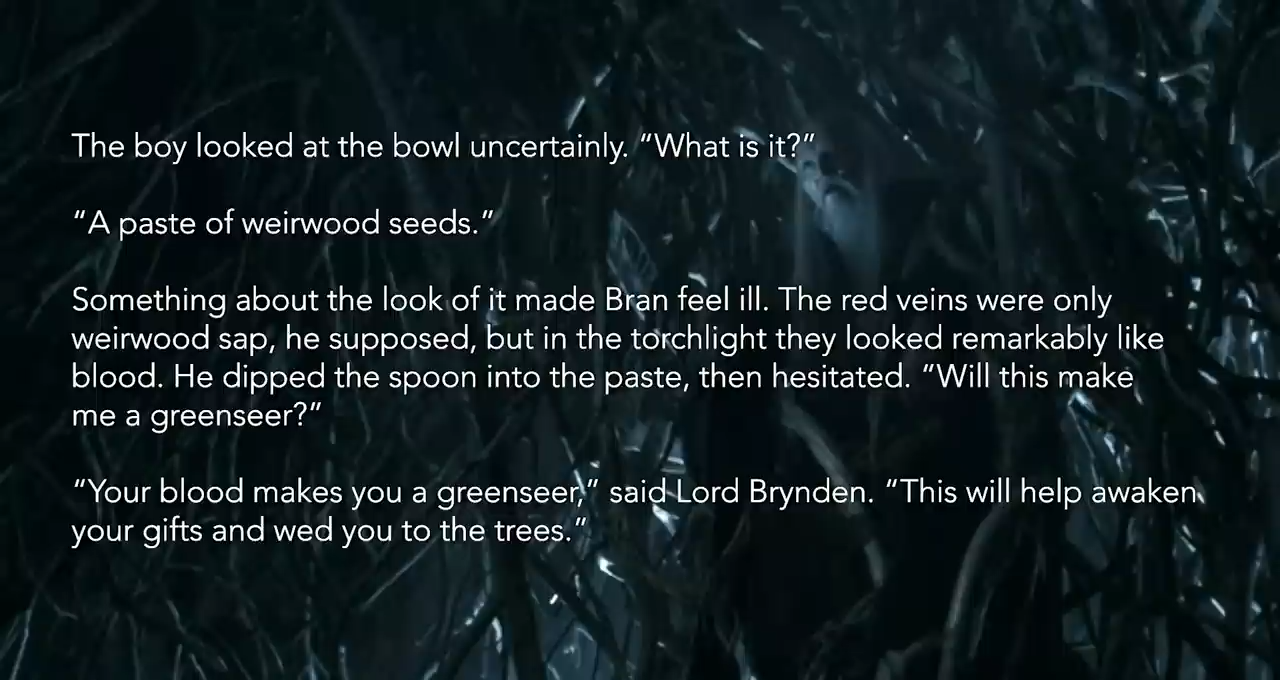 The boy looked at the bowl uncertainly. “What is it?”
“A paste of weirwood seeds.”
Something about the look of it made Bran feel ill. The red veins were only
weirwood sap, he supposed, but in the torchlight they looked remarkably like
blood. He dipped the spoon into the paste, then hesitated. “Will this make
me a greenseer?”
“Your blood makes you a greenseer,” said Lord Brynden. “This will help awaken
your gifts and wed you to the trees.”